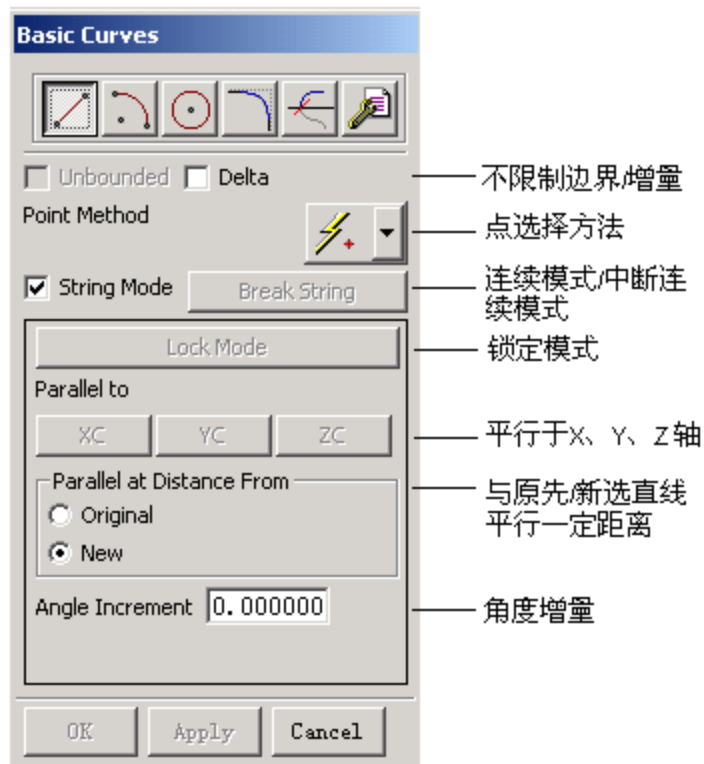 Basic Curves
Unbounded Delta 不限制边界/增量
Point Method 点选择方法
String Mode Break String 连续模式/中断连
续模式
Lock Mode 锁定模式
Parallel to
XC YC ZC 平行于X、Y、Z轴
Parallel at Distance From 与原先/新选直线
Original 平行一定距离
New
Angle Increment 0.000000 角度增量
OK Apply Cancel